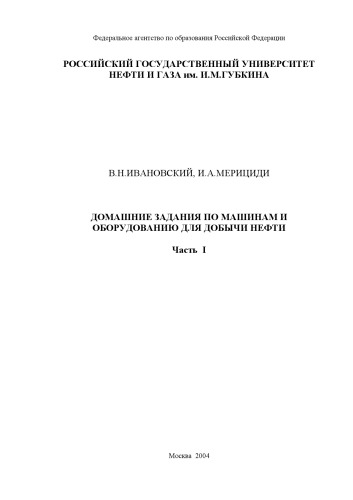 Федеральное агентство по образования Российской Федерации
РОССИЙСКИЙ ГОСУДАРСТВЕННЫЙ УНИВЕРСИТЕТ
НЕФТИ И ГАЗА им. И.М.ГУБКИНА
В.Н.ИВАНОВСКИЙ, И.А.МЕРИЦИДИ
ДОМАШНИЕ ЗАДАНИЯ ПО МАШИНАМ И
ОБОРУДОВАНИЮ ДЛЯ ДОБЫЧИ НЕФТИ
Часть I
Москва 2004